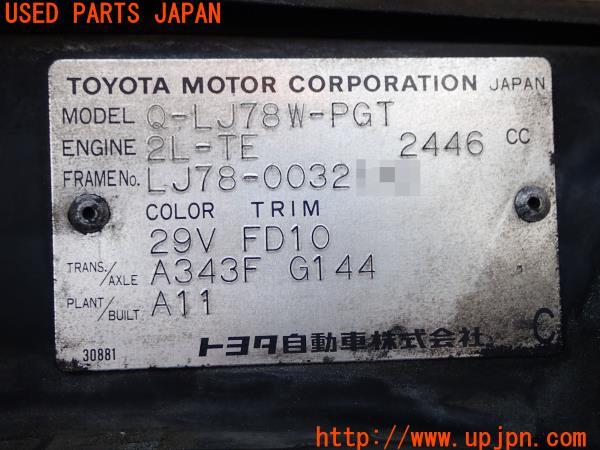 USED PARTS JAPAN
TOYOTA MOTOR CORPORATION JAPAN
MODEL Q-LJ78W-PGT
ENGINE 2L-TE 2446 CC
FRAME No. LJ78-0032
COLOR TRIM
29V FD10
TRANS./AXLE A343F G144
PLANT/BUILT A11
30881 トヨタ自動車株式会社 C
http://www.upjpn.com